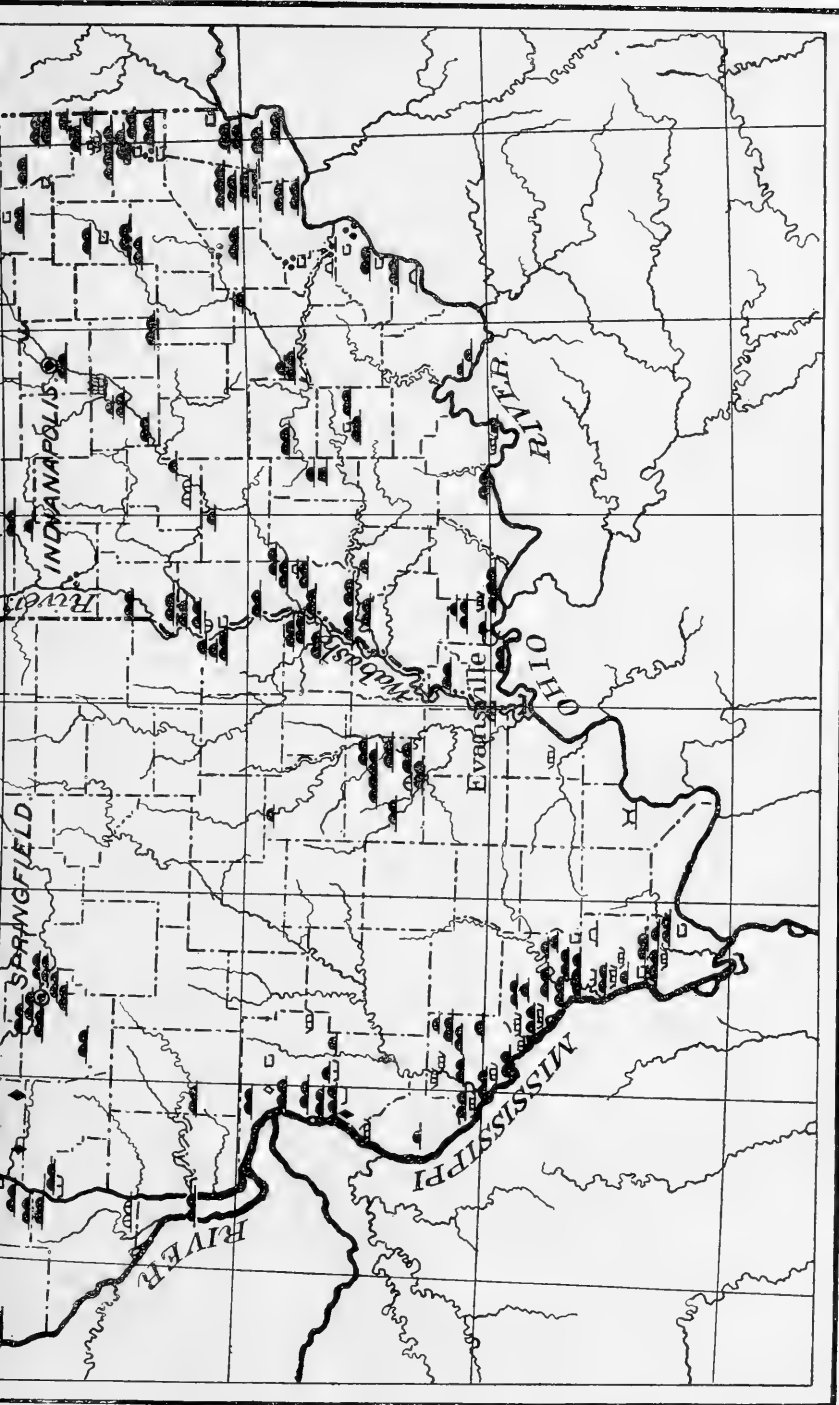 INDIANAPOLIS
SPRINGFIELD
Wabash
River
Evansville
OHIO
RIVER
MISSISSIPPI
RIVER